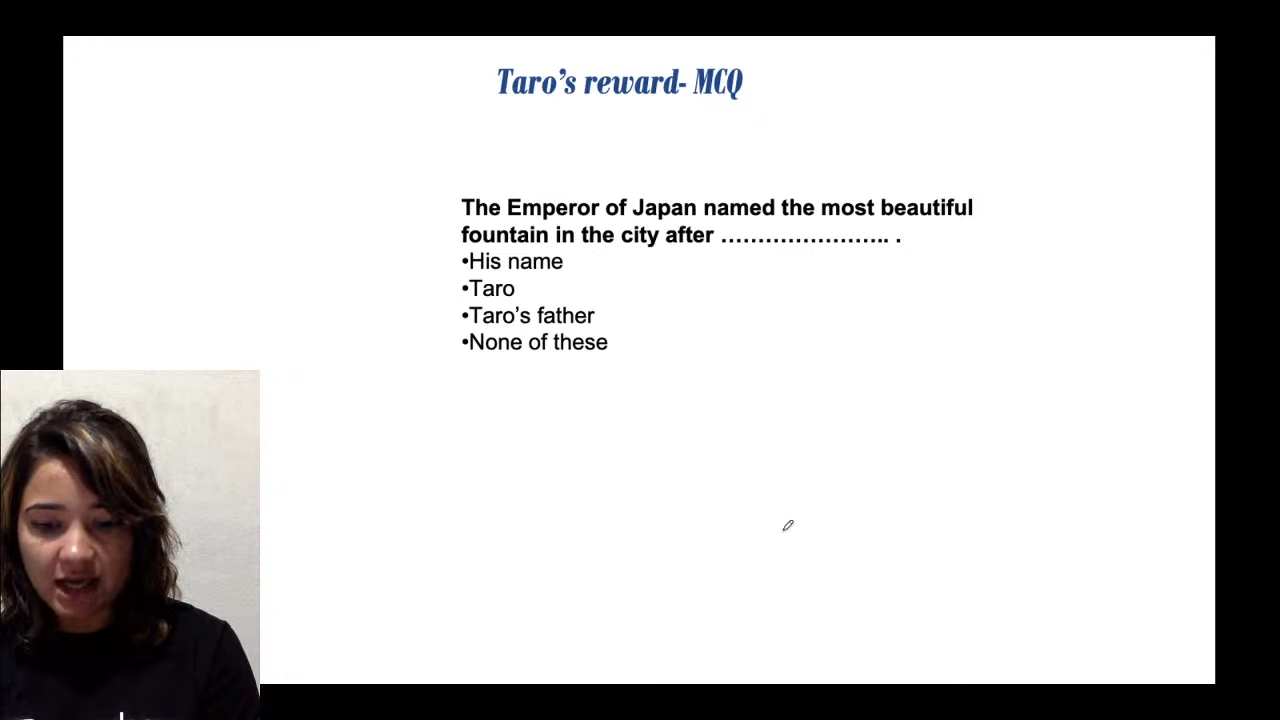 Taro's reward- MCQ
The Emperor of Japan named the most beautiful
fountain in the city after ………………….. .
•His name
•Taro
•Taro’s father
•None of these